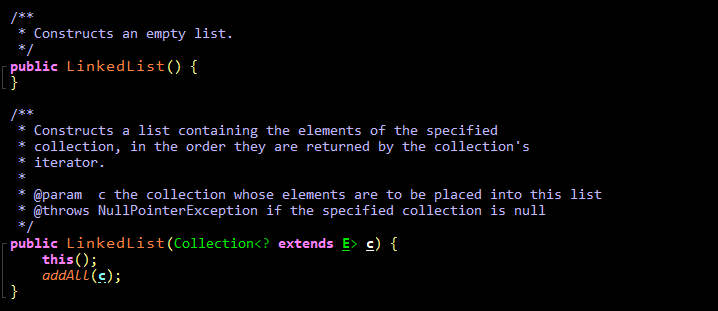 /**
 * Constructs an empty list.
 */
public LinkedList() {
}
/**
 * Constructs a list containing the elements of the specified
 * collection, in the order they are returned by the collection's
 * iterator.
 *
 * @param  c the collection whose elements are to be placed into this list
 * @throws NullPointerException if the specified collection is null
 */
public LinkedList(Collection<? extends E> c) {
    this();
    addAll(c);
}